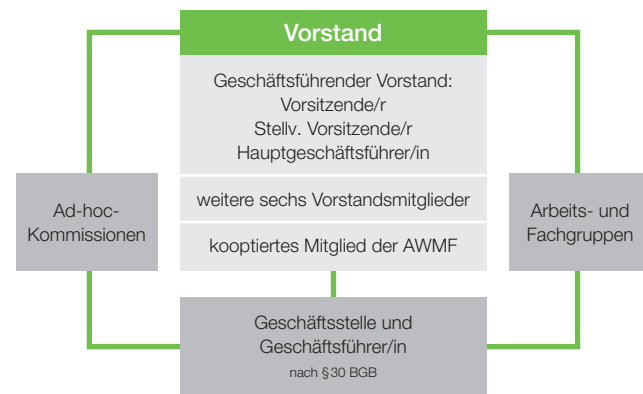 Vorstand
Geschäftsführender Vorstand:
Vorsitzende/r
Stellv. Vorsitzende/r
Hauptgeschäftsführer/in
weitere sechs Vorstandsmitglieder
kooptiertes Mitglied der AWMF
Ad-hoc-
Kommissionen
Arbeits- und
Fachgruppen
Geschäftsstelle und
Geschäftsführer/in
nach § 30 BGB